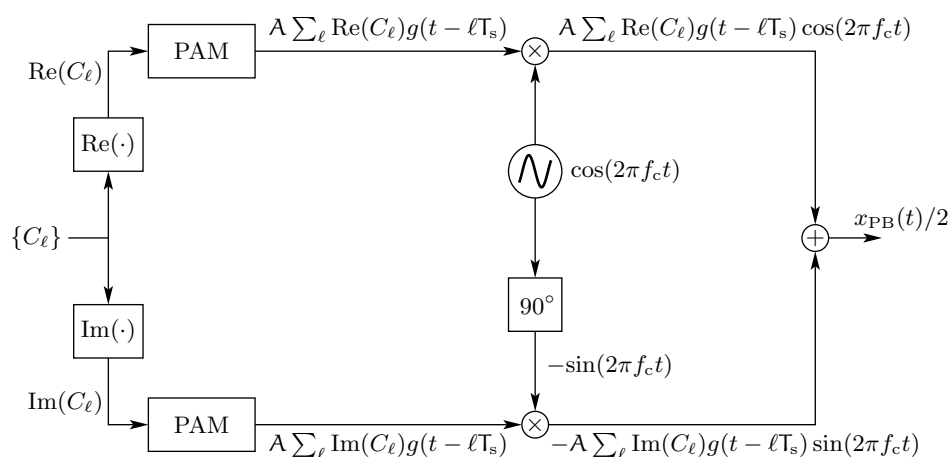 PAM
A ∑_ℓ Re(C_ℓ)g(t − ℓT_s)
A ∑_ℓ Re(C_ℓ)g(t − ℓT_s) cos(2πf_c t)
Re(C_ℓ)
Re(·)
cos(2πf_c t)
{C_ℓ}
x_PB(t)/2
90°
Im(·)
−sin(2πf_c t)
Im(C_ℓ)
PAM
A ∑_ℓ Im(C_ℓ)g(t − ℓT_s)
−A ∑_ℓ Im(C_ℓ)g(t − ℓT_s) sin(2πf_c t)